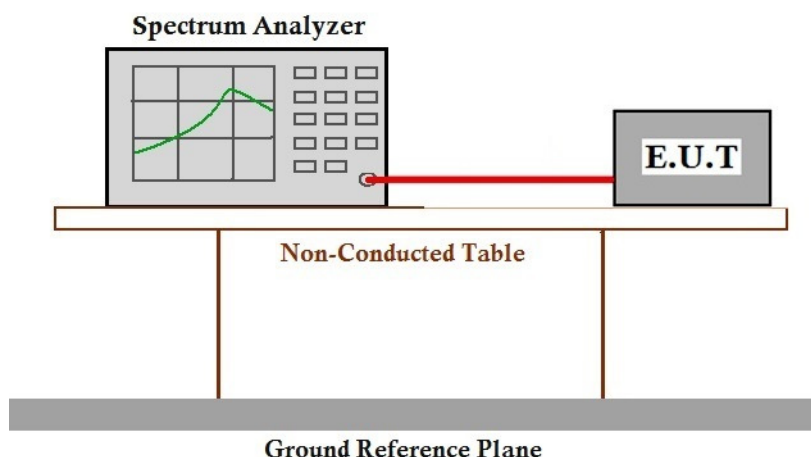 Spectrum Analyzer
E.U.T
Non-Conducted Table
Ground Reference Plane